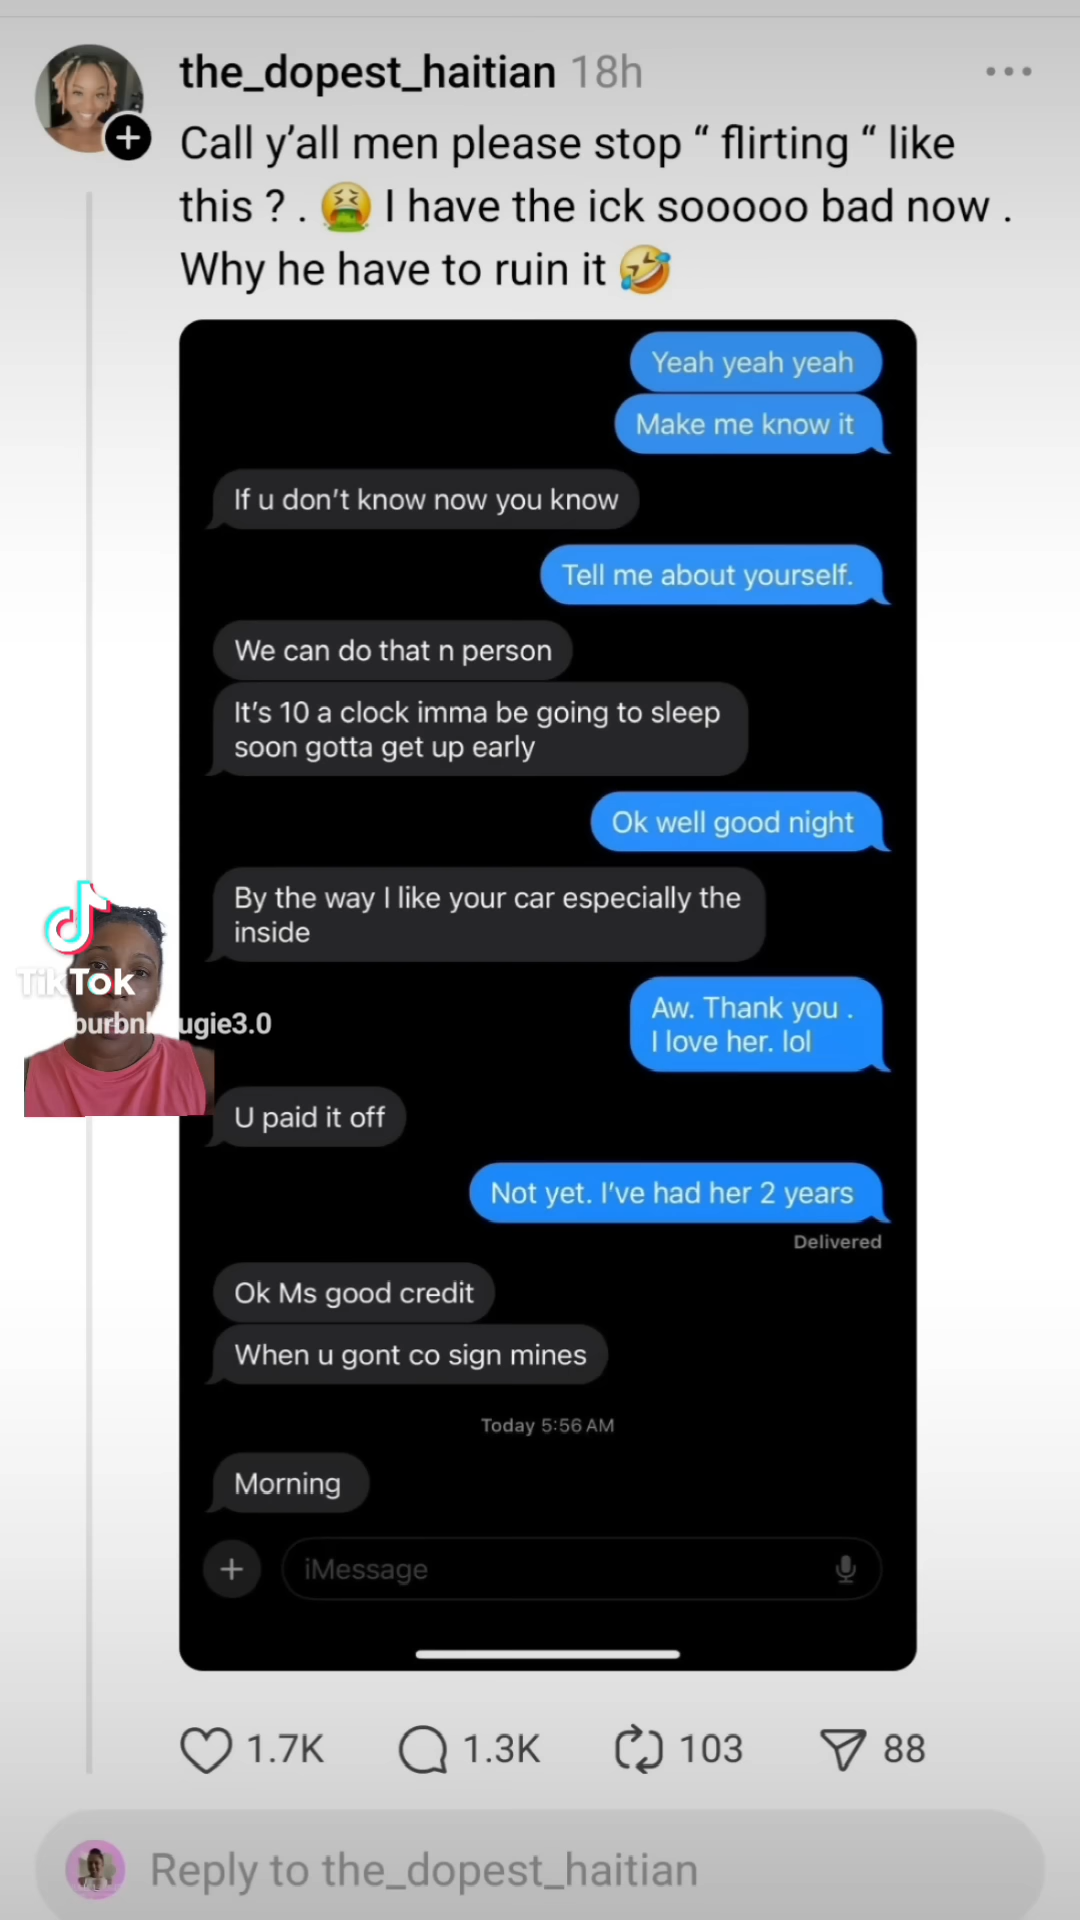 the_dopest_haitian 18h
Call y’all men please stop “ flirting “ like
this ? . 🤮 I have the ick sooooo bad now .
Why he have to ruin it 🤣
Yeah yeah yeah
Make me know it
If u don’t know now you know
Tell me about yourself.
We can do that n person
It’s 10 a clock imma be going to sleep
soon gotta get up early
Ok well good night
By the way I like your car especially the
inside
TikTok
Aw. Thank you .
I love her. lol
U paid it off
Not yet. I’ve had her 2 years
Delivered
Ok Ms good credit
When u gont co sign mines
Today 5:56 AM
Morning
iMessage
1.7K 1.3K 103 88
Reply to the_dopest_haitian